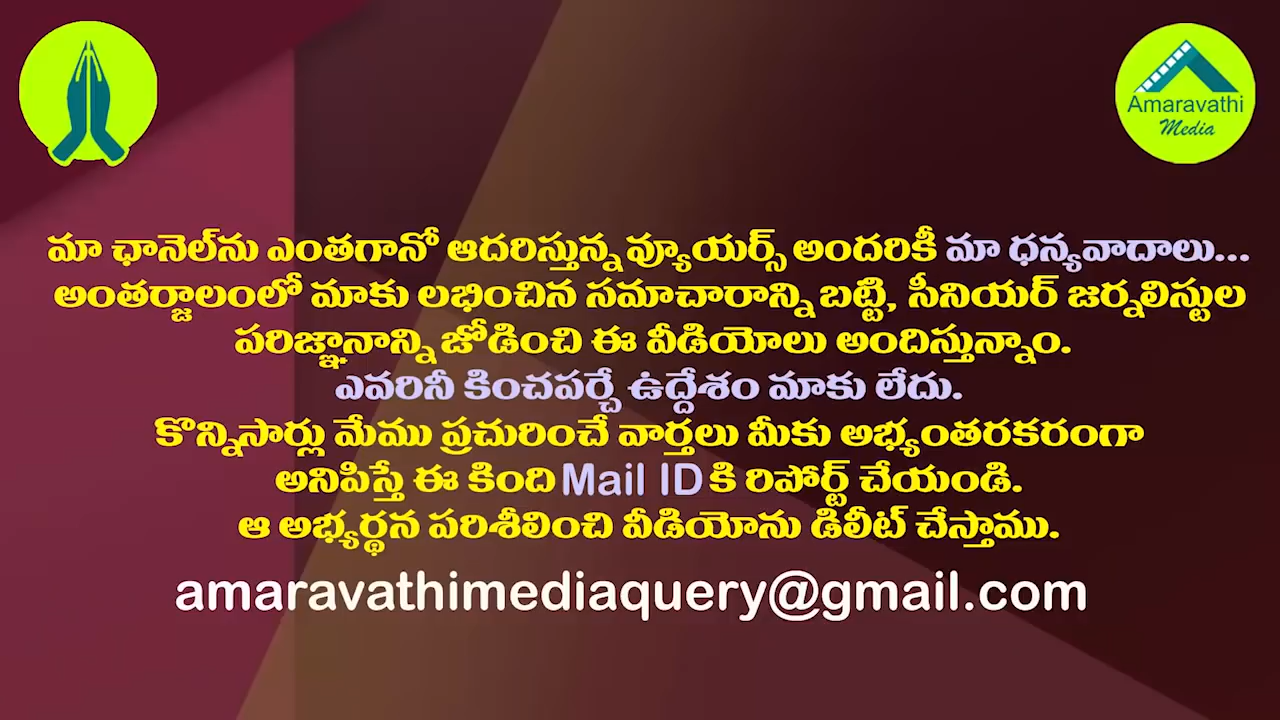 Amaravathi
Media
మా ఛానెల్‌ను ఎంతగానో ఆదరిస్తున్న వ్యూయర్స్ అందరికీ మా ధన్యవాదాలు...
అంతర్జాలంలో మాకు లభించిన సమాచారాన్ని బట్టి, సీనియర్ జర్నలిస్టుల
పరిజ్ఞానాన్ని జోడించి ఈ వీడియోలు అందిస్తున్నాం.
ఎవరినీ కించపర్చే ఉద్దేశం మాకు లేదు.
కొన్నిసార్లు మేము ప్రచురించే వార్తలు మీకు అభ్యంతరకరంగా
అనిపిస్తే ఈ కింది Mail ID కి రిపోర్ట్ చేయండి.
ఆ అభ్యర్థన పరిశీలించి వీడియోను డిలీట్ చేస్తాము.
amaravathimediaquery@gmail.com